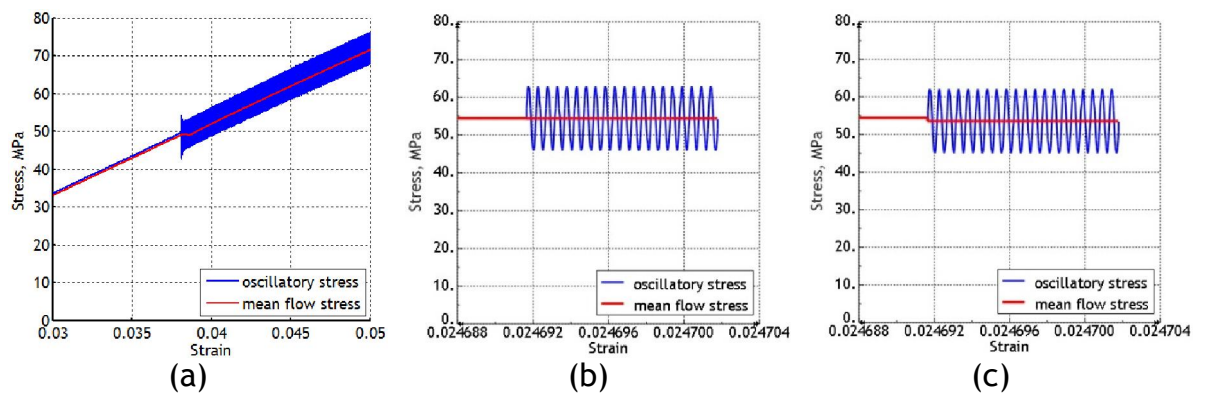 80
70
60
50
40
30
20
10
0
Stress, MPa
oscillatory stress
mean flow stress
0.03 0.035 0.04 0.045 0.05
Strain
(a)
80.
70.
60.
50.
40.
30.
20.
10.
0.
Stress, MPa
oscillatory stress
mean flow stress
0.024688 0.024692 0.024696 0.024700 0.024704
Strain
(b)
80.
70.
60.
50.
40.
30.
20.
10.
0.
Stress, MPa
oscillatory stress
mean flow stress
0.024688 0.024692 0.024696 0.024700 0.024704
Strain
(c)